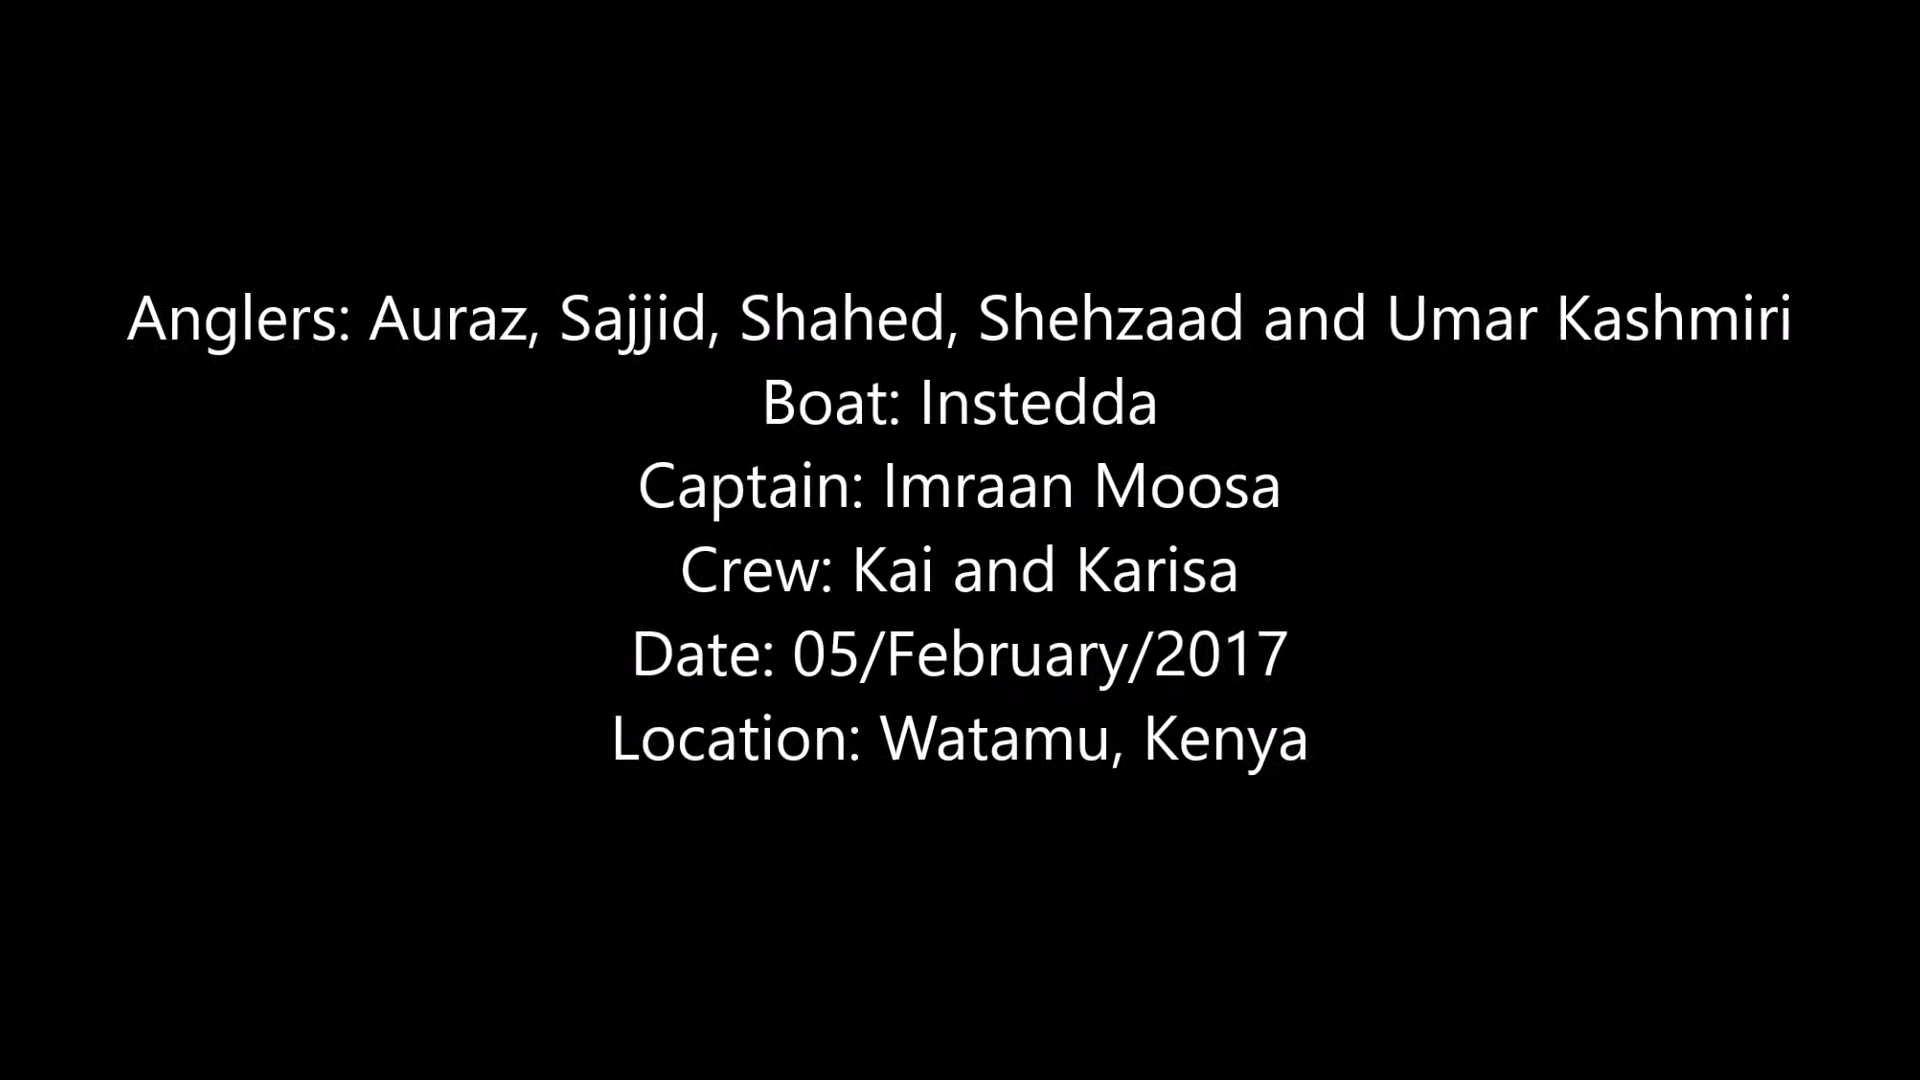 Anglers: Auraz, Sajjid, Shahed, Shehzaad and Umar Kashmiri
Boat: Instedda
Captain: Imraan Moosa
Crew: Kai and Karisa
Date: 05/February/2017
Location: Watamu, Kenya